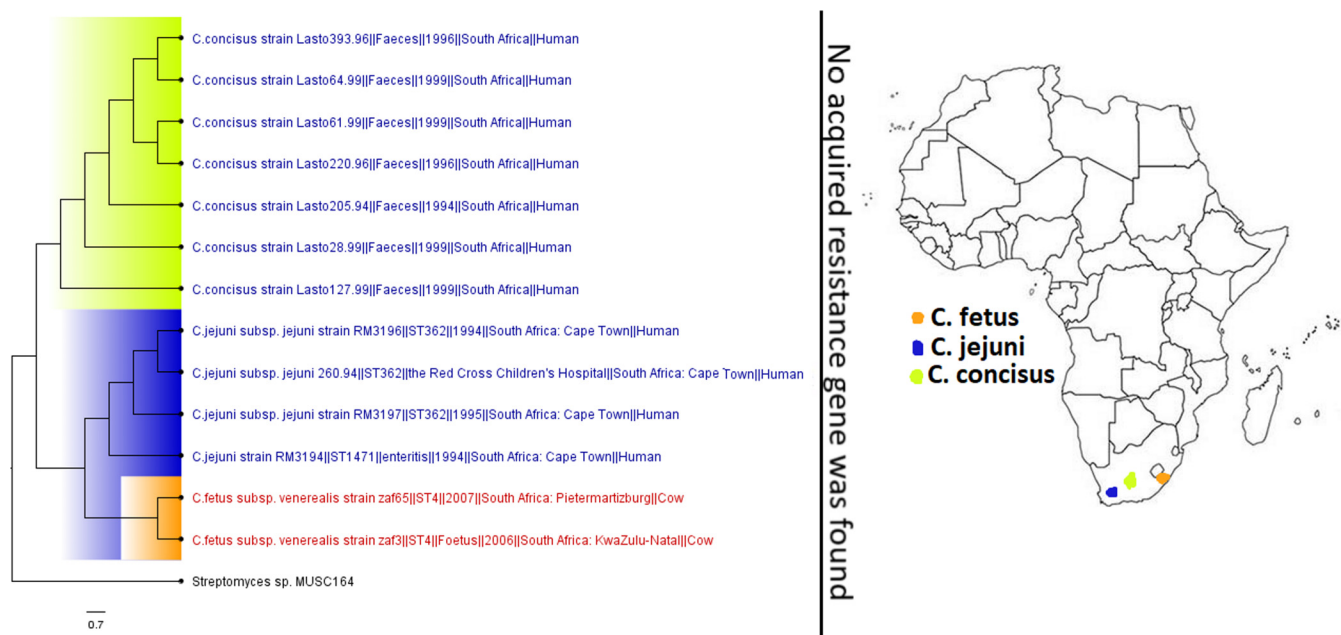 C.concisus strain Lasto393.96||Faeces||1996||South Africa||Human
C.concisus strain Lasto64.99||Faeces||1999||South Africa||Human
C.concisus strain Lasto61.99||Faeces||1999||South Africa||Human
C.concisus strain Lasto220.96||Faeces||1996||South Africa||Human
C.concisus strain Lasto205.94||Faeces||1994||South Africa||Human
C.concisus strain Lasto28.99||Faeces||1999||South Africa||Human
C.concisus strain Lasto127.99||Faeces||1999||South Africa||Human
C.jejuni subsp. jejuni strain RM3196||ST362||1994||South Africa: Cape Town||Human
C.jejuni subsp. jejuni 260.94||ST362||the Red Cross Children's Hospital||South Africa: Cape Town||Human
C.jejuni subsp. jejuni strain RM3197||ST362||1995||South Africa: Cape Town||Human
C.jejuni strain RM3194||ST1471||enteritis||1994||South Africa: Cape Town||Human
C.fetus subsp. venerealis strain zaf65||ST4||2007||South Africa: Pietermartizburg||Cow
C.fetus subsp. venerealis strain zaf3||ST4||Foetus||2006||South Africa: KwaZulu-Natal||Cow
Streptomyces sp. MUSC164
0.7
No acquired resistance gene was found
C. fetus
C. jejuni
C. concisus